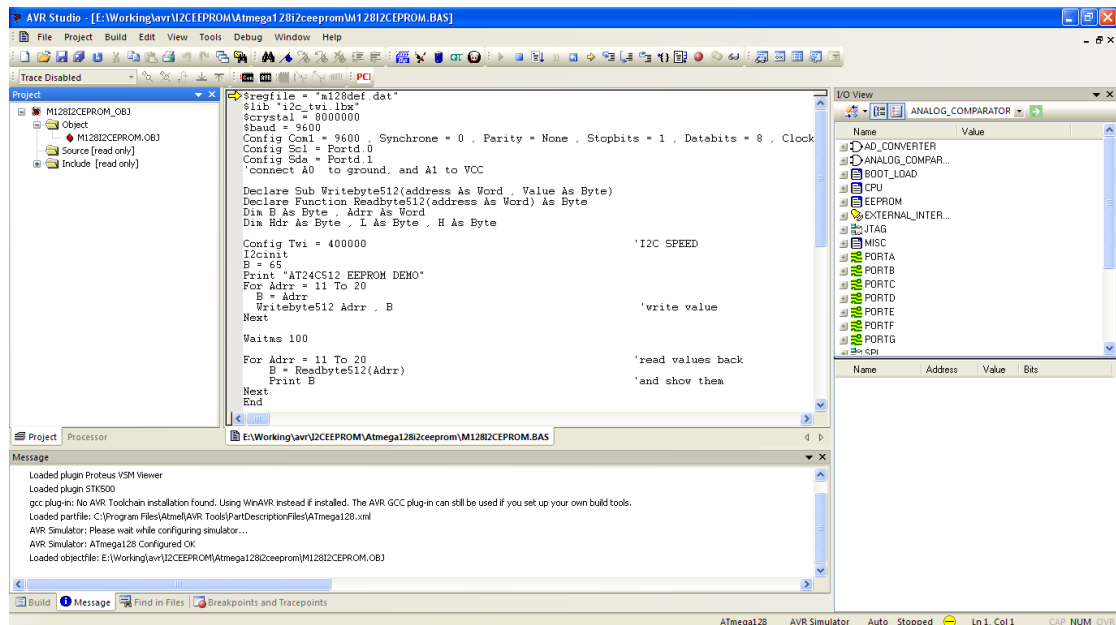 AVR Studio - [E:\Working\avr\I2CEEPROM\Atmega128i2ceeprom\M128I2CEPROM.BAS]
File Project Build Edit View Tools Debug Window Help
Trace Disabled
Project
M128I2CEPROM_OBJ
Object
M128I2CEPROM.OBJ
Source [read only]
Include [read only]
Project Processor
$regfile = "m128def.dat"
$lib "i2c_twi.lbx"
$crystal = 8000000
$baud = 9600
Config Com1 = 9600 , Synchrone = 0 , Parity = None , Stopbits = 1 , Databits = 8 , Clock
Config Scl = Portd.0
Config Sda = Portd.1
'connect A0 to ground, and A1 to VCC
Declare Sub Writebyte512(address As Word , Value As Byte)
Declare Function Readbyte512(address As Word) As Byte
Dim B As Byte , Adrr As Word
Dim Hdr As Byte , L As Byte , H As Byte
Config Twi = 400000 'I2C SPEED
I2cinit
B = 65
Print "AT24C512 EEPROM DEMO"
For Adrr = 11 To 20
B = Adrr
Writebyte512 Adrr , B 'write value
Next
Waitms 100
For Adrr = 11 To 20 'read values back
B = Readbyte512(Adrr)
Print B 'and show them
Next
End
E:\Working\avr\I2CEEPROM\Atmega128i2ceeprom\M128I2CEPROM.BAS
I/O View
ANALOG_COMPARATOR
Name Value
AD_CONVERTER
ANALOG_COMPAR...
BOOT_LOAD
CPU
EEPROM
EXTERNAL_INTER...
JTAG
MISC
PORTA
PORTB
PORTC
PORTD
PORTE
PORTF
PORTG
SPI
Name Address Value Bits
Message
Loaded plugin Proteus VSM Viewer
Loaded plugin STK500
gcc plug-in: No AVR Toolchain installation found. Using WinAVR instead if installed. The AVR GCC plug-in can still be used if you set up your own build tools.
Loaded partfile: C:\Program Files\Atmel\AVR Tools\PartDescriptionFiles\ATmega128.xml
AVR Simulator: Please wait while configuring simulator...
AVR Simulator: ATmega128 Configured OK
Loaded objectfile: E:\Working\avr\I2CEEPROM\Atmega128i2ceeprom\M128I2CEPROM.OBJ
Build Message Find in Files Breakpoints and Tracepoints
ATmega128 AVR Simulator Auto Stopped Ln 1, Col 1 CAP NUM OVR